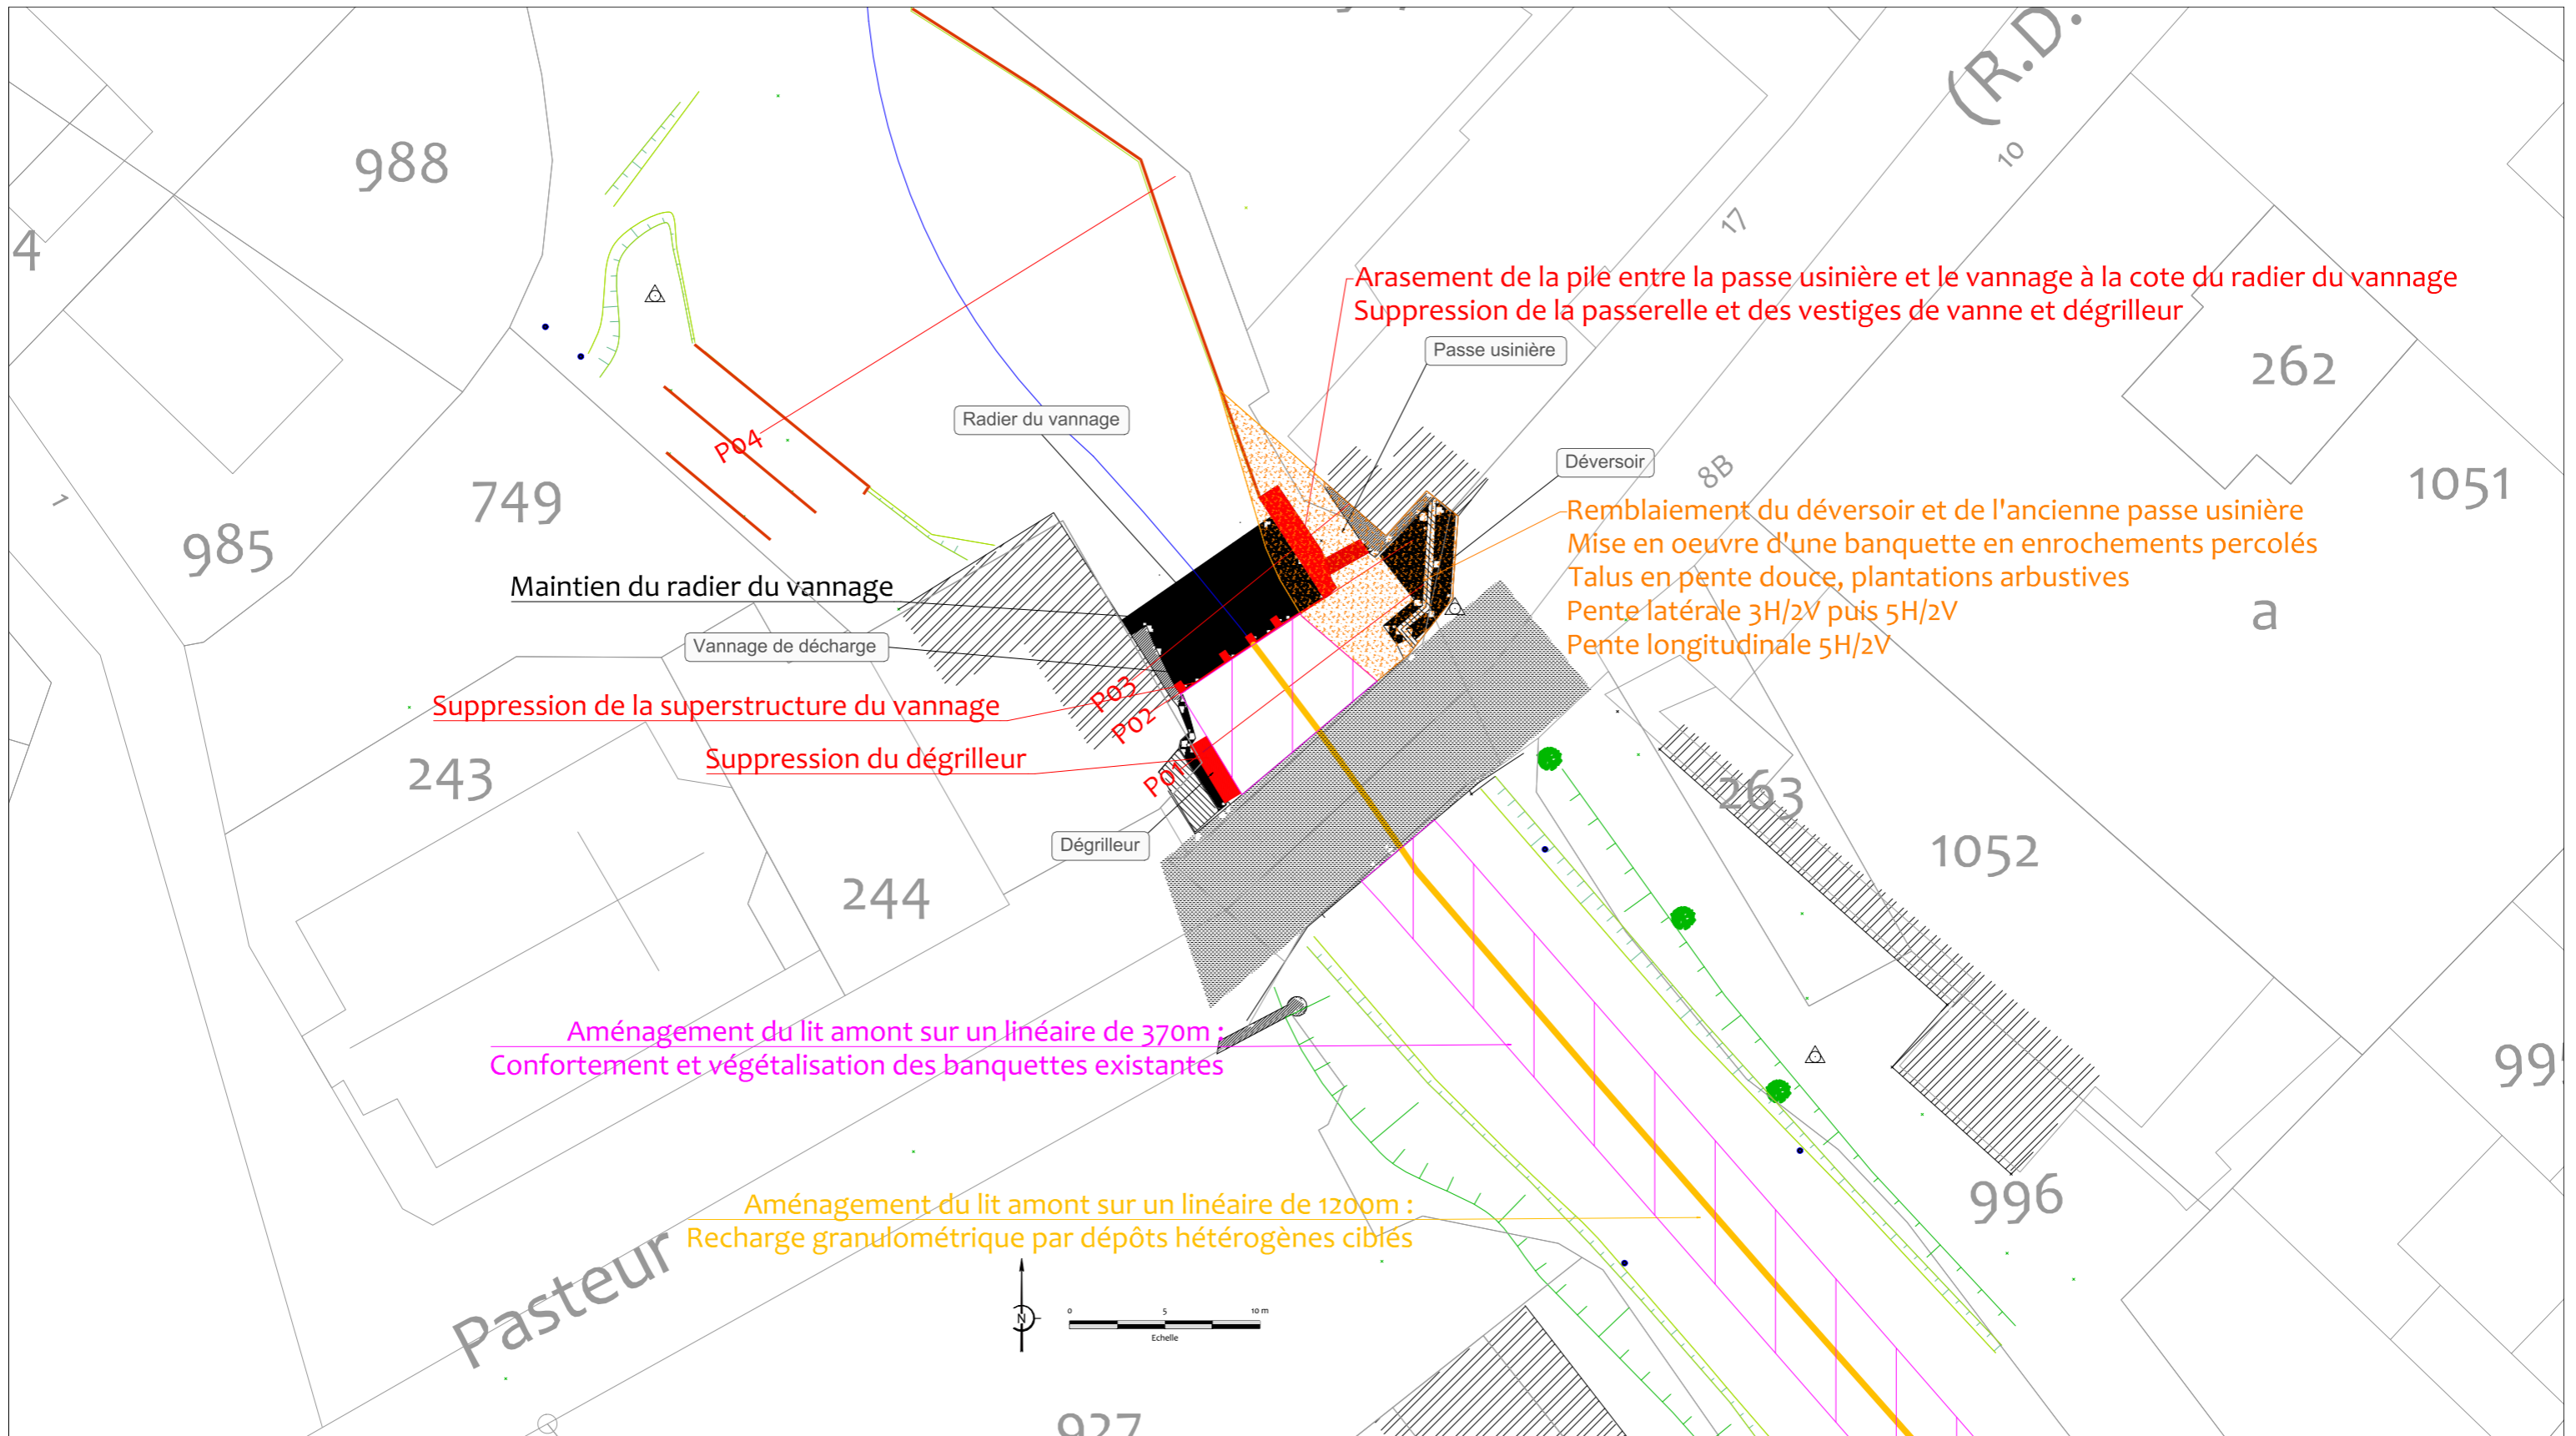 (R.D.
988
10
4
17
Arasement de la pile entre la passe usinière et le vannage à la cote du radier du vannage
Suppression de la passerelle et des vestiges de vanne et dégrilleur
Passe usinière
262
Radier du vannage
P04
Déversoir
8B
1051
1
749
985
Remblaiement du déversoir et de l'ancienne passe usinière
Mise en oeuvre d'une banquette en enrochements percolés
Talus en pente douce, plantations arbustives
Pente latérale 3H/2V puis 5H/2V
Pente longitudinale 5H/2V
a
Maintien du radier du vannage
Vannage de décharge
P03
Suppression de la superstructure du vannage
P02
Suppression du dégrilleur
P01
243
263
Dégrilleur
1052
244
Aménagement du lit amont sur un linéaire de 370m :
Confortement et végétalisation des banquettes existantes
99
996
Aménagement du lit amont sur un linéaire de 1200m :
Recharge granulométrique par dépôts hétérogènes ciblés
Pasteur
N
0 5 10 m
Echelle
927